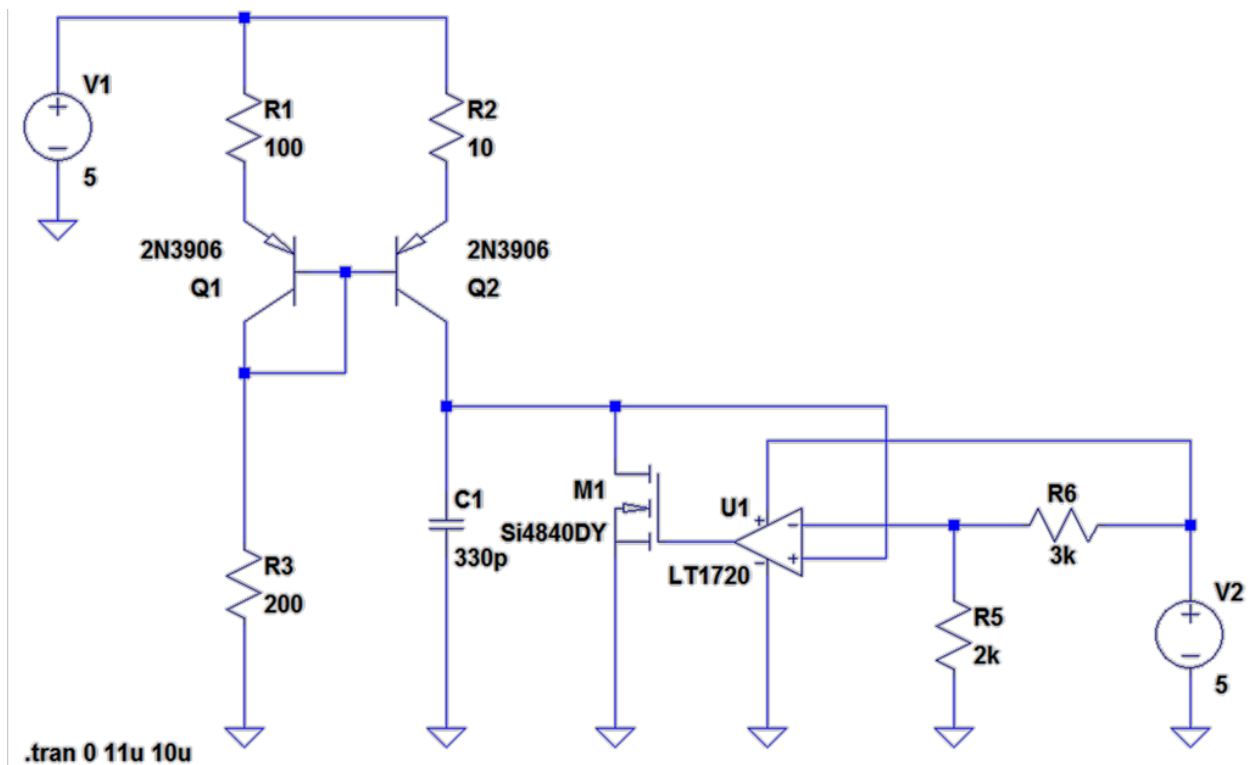 V1
5
R1
100
R2
10
2N3906
Q1
2N3906
Q2
R3
200
C1
330p
M1
Si4840DY
U1
LT1720
+
−
−
+
R6
3k
R5
2k
V2
5
.tran 0 11u 10u